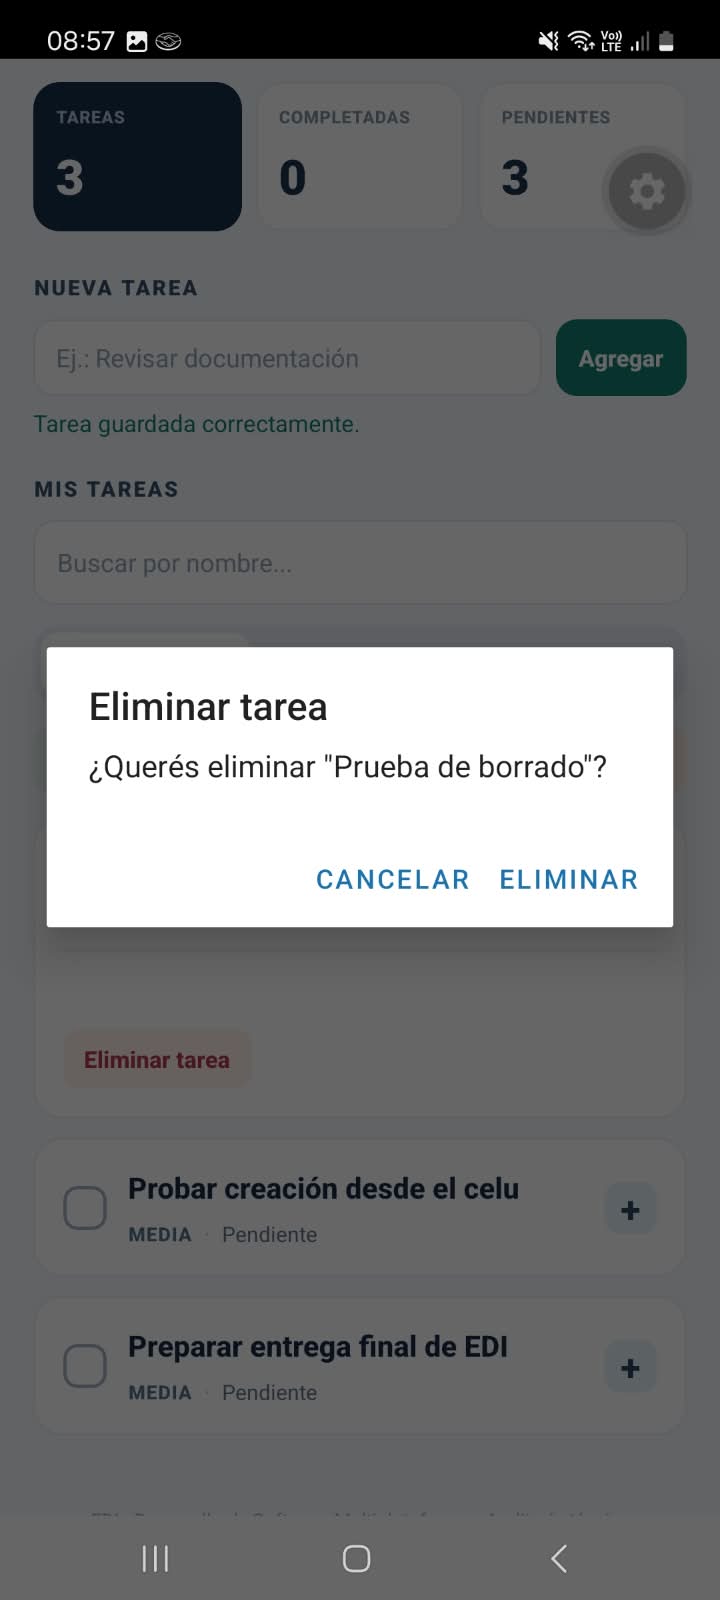 08:57
Vo))
LTE
TAREAS
COMPLETADAS
PENDIENTES
3
0
3
NUEVA TAREA
Ej.: Revisar documentación
Agregar
Tarea guardada correctamente.
MIS TAREAS
Buscar por nombre...
Eliminar tarea
¿Querés eliminar "Prueba de borrado"?
CANCELAR
ELIMINAR
Eliminar tarea
Probar creación desde el celu
MEDIA · Pendiente
+
Preparar entrega final de EDI
MEDIA · Pendiente
+